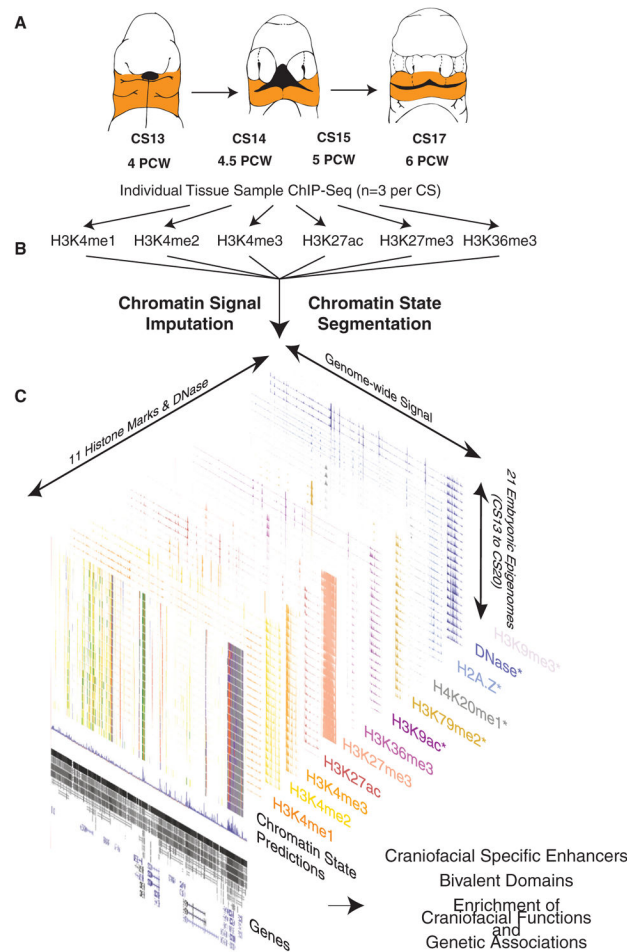 A
CS13
4 PCW
CS14
4.5 PCW
CS15
5 PCW
CS17
6 PCW
Individual Tissue Sample ChIP-Seq (n=3 per CS)
H3K4me1
H3K4me2
H3K4me3
H3K27ac
H3K27me3
H3K36me3
B
Chromatin Signal
Imputation
Chromatin State
Segmentation
C
11 Histone Marks & DNase
Genome-wide Signal
21 Embryonic Epigenomes
(CS13 to CS20)
H3K9me3*
DNase*
H2A.Z*
H4K20me1*
H3K79me2*
H3K9ac*
H3K36me3
H3K27me3
H3K27ac
H3K4me3
H3K4me2
H3K4me1
Chromatin State
Predictions
Genes
Craniofacial Specific Enhancers
Bivalent Domains
Enrichment of
Craniofacial Functions
and
Genetic Associations